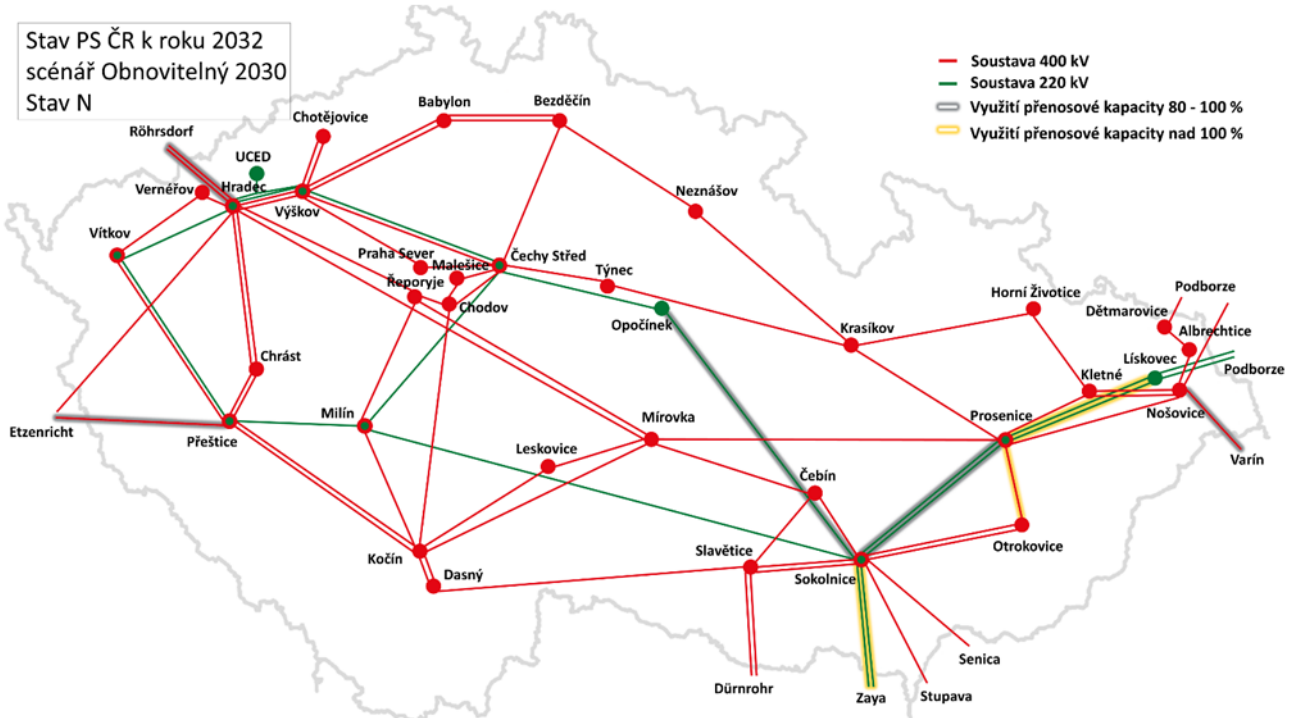 Stav PS ČR k roku 2032
scénář Obnovitelný 2030
Stav N
Soustava 400 kV
Soustava 220 kV
Využití přenosové kapacity 80 - 100 %
Využití přenosové kapacity nad 100 %
Babylon
Bezděčín
Chotějovice
Röhrsdorf
UCED
Vernéřov
Hradec
Výškov
Neznášov
Vítkov
Praha Sever
Malešice
Čechy Střed
Řeporyje
Chodov
Týnec
Opočínek
Krasíkov
Horní Životice
Podborze
Dětmarovice
Albrechtice
Lískovec
Podborze
Kletné
Nošovice
Chrást
Etzenricht
Přeštice
Milín
Mírovka
Leskovice
Prosenice
Varín
Čebín
Kočín
Dasný
Slavětice
Sokolnice
Otrokovice
Senica
Dürnrohr
Zaya
Stupava